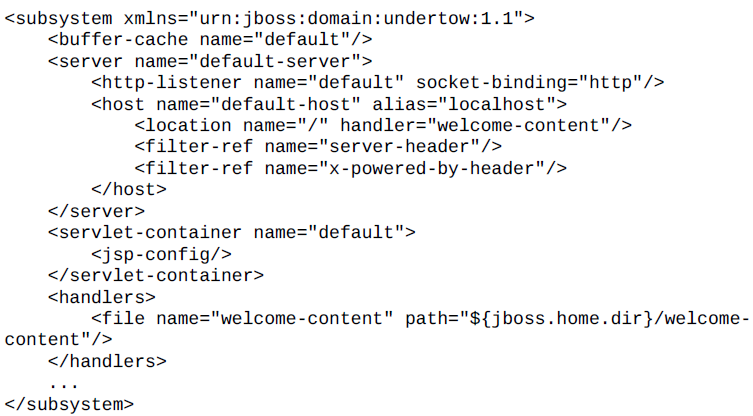 <subsystem xmlns="urn:jboss:domain:undertow:1.1">
    <buffer-cache name="default"/>
    <server name="default-server">
        <http-listener name="default" socket-binding="http"/>
        <host name="default-host" alias="localhost">
            <location name="/" handler="welcome-content"/>
            <filter-ref name="server-header"/>
            <filter-ref name="x-powered-by-header"/>
        </host>
    </server>
    <servlet-container name="default">
        <jsp-config/>
    </servlet-container>
    <handlers>
        <file name="welcome-content" path="${jboss.home.dir}/welcome-
content"/>
    </handlers>
    ...
</subsystem>